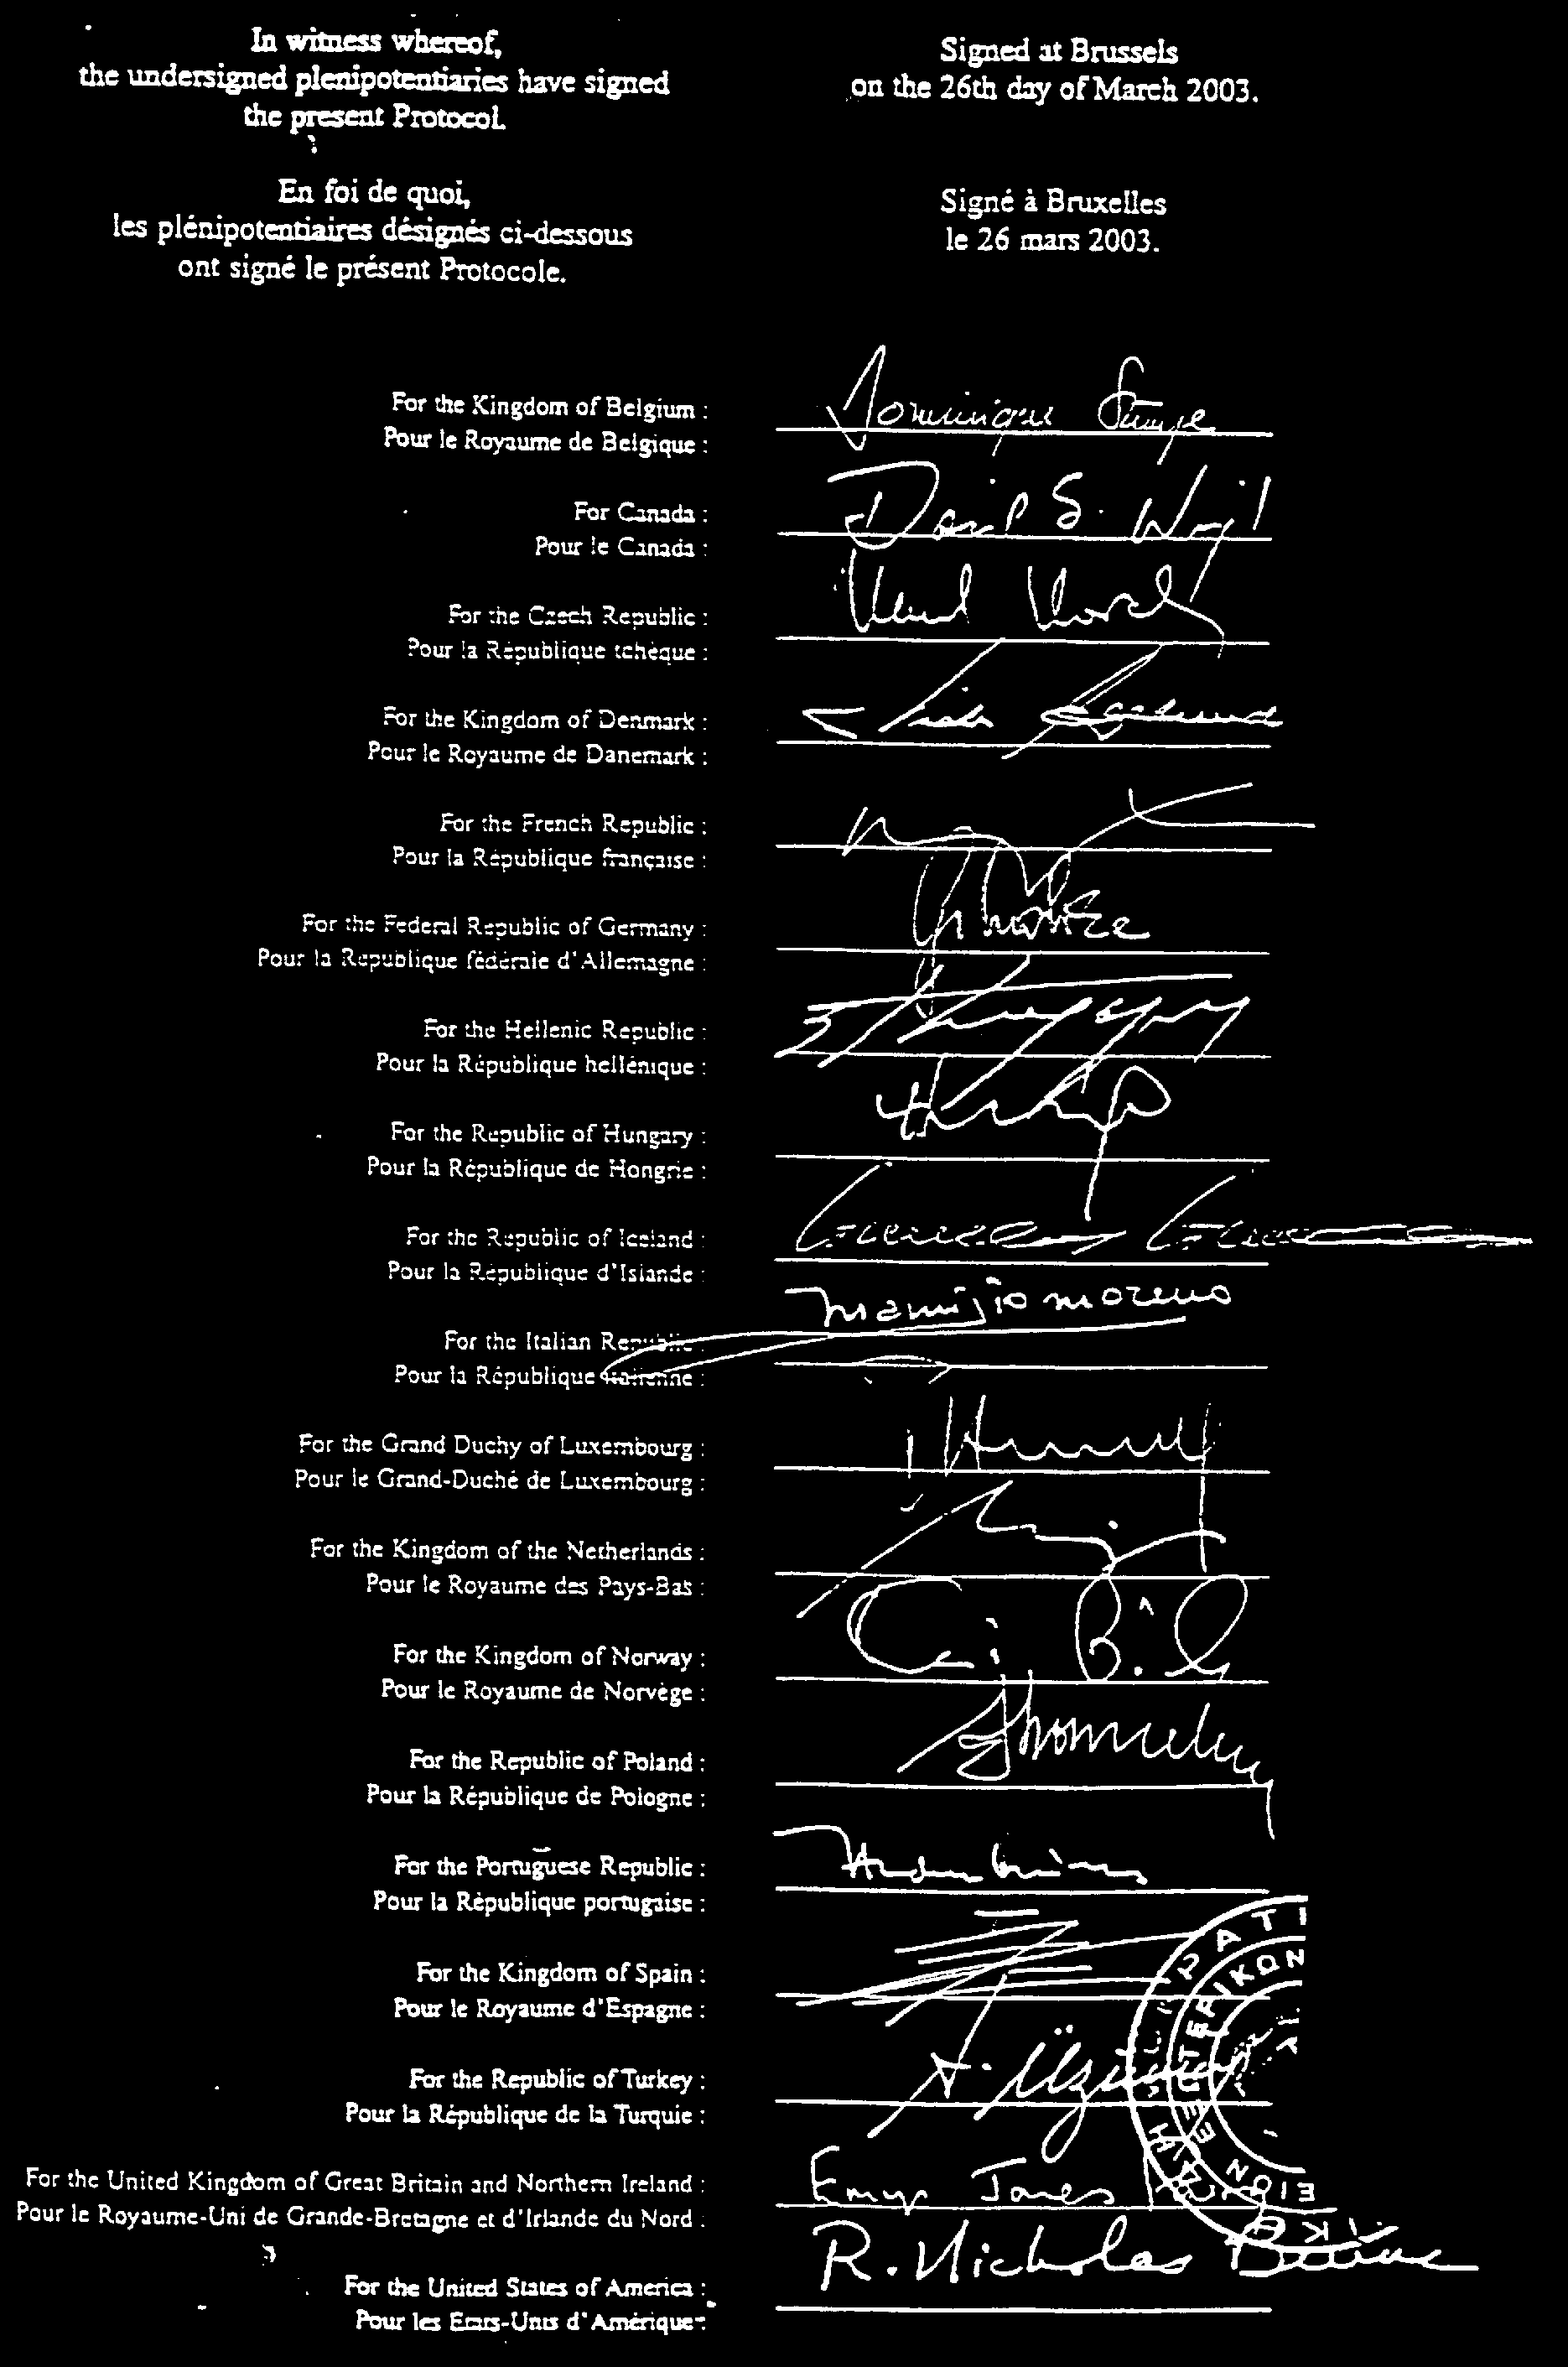 In witness whereof,
the undersigned plenipotentiaries have signed
the present Protocol.
Signed at Brussels
on the 26th day of March 2003.
En foi de quoi,
les plénipotentiaires désignés ci-dessous
ont signé le présent Protocole.
Signé à Bruxelles
le 26 mars 2003.
For the Kingdom of Belgium :
Pour le Royaume de Belgique :
Dominique
For Canada :
Pour le Canada :
David S. Wright
For the Czech Republic :
Pour la République tchèque :
For the Kingdom of Denmark :
Pour le Royaume de Danemark :
For the French Republic :
Pour la République française :
For the Federal Republic of Germany :
Pour la République fédérale d'Allemagne :
For the Hellenic Republic :
Pour la République hellénique :
For the Republic of Hungary :
Pour la République de Hongrie :
For the Republic of Iceland :
Pour la République d'Islande :
For the Italian Republic :
Pour la République italienne :
Maurizio Moreno
For the Grand Duchy of Luxembourg :
Pour le Grand-Duché de Luxembourg :
For the Kingdom of the Netherlands :
Pour le Royaume des Pays-Bas :
For the Kingdom of Norway :
Pour le Royaume de Norvège :
For the Republic of Poland :
Pour la République de Pologne :
For the Portuguese Republic :
Pour la République portugaise :
For the Kingdom of Spain :
Pour le Royaume d'Espagne :
For the Republic of Turkey :
Pour la République de la Turquie :
For the United Kingdom of Great Britain and Northern Ireland :
Pour le Royaume-Uni de Grande-Bretagne et d'Irlande du Nord :
Emyr Jones
For the United States of America :
Pour les Etats-Unis d'Amérique :
R. Nicholas Burns